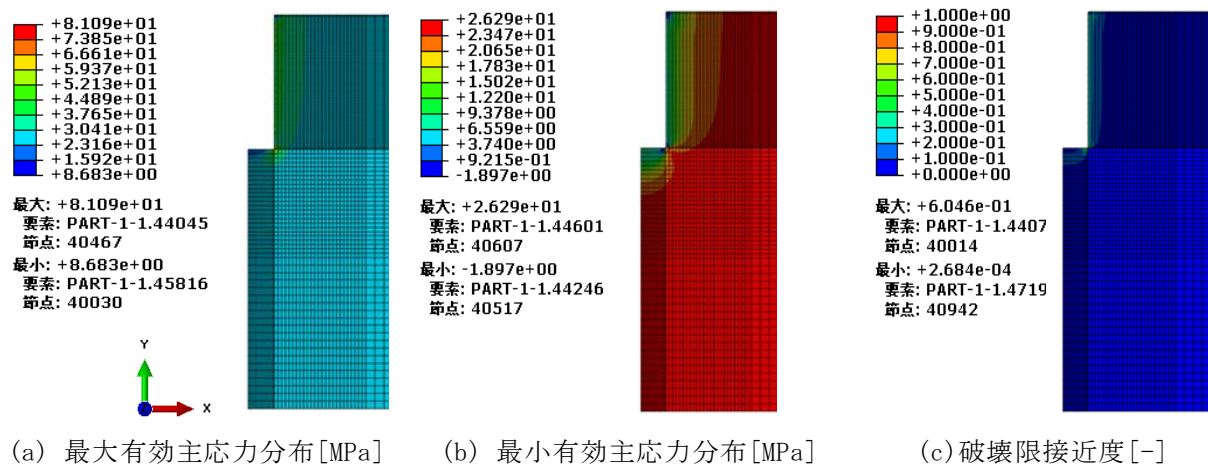 +8.109e+01
+7.385e+01
+6.661e+01
+5.937e+01
+5.213e+01
+4.489e+01
+3.765e+01
+3.041e+01
+2.316e+01
+1.592e+01
+8.683e+00
最大: +8.109e+01
要素: PART-1-1.44045
節点: 40467
最小: +8.683e+00
要素: PART-1-1.45816
節点: 40030
Y
Z
X
(a) 最大有効主応力分布[MPa]
+2.629e+01
+2.347e+01
+2.065e+01
+1.783e+01
+1.502e+01
+1.220e+01
+9.378e+00
+6.559e+00
+3.740e+00
+9.215e-01
-1.897e+00
最大: +2.629e+01
要素: PART-1-1.44601
節点: 40607
最小: -1.897e+00
要素: PART-1-1.44246
節点: 40517
(b) 最小有効主応力分布[MPa]
+1.000e+00
+9.000e-01
+8.000e-01
+7.000e-01
+6.000e-01
+5.000e-01
+4.000e-01
+3.000e-01
+2.000e-01
+1.000e-01
+0.000e+00
最大: +6.046e-01
要素: PART-1-1.4407
節点: 40014
最小: +2.684e-04
要素: PART-1-1.4719
節点: 40942
(c)破壊限接近度[-]